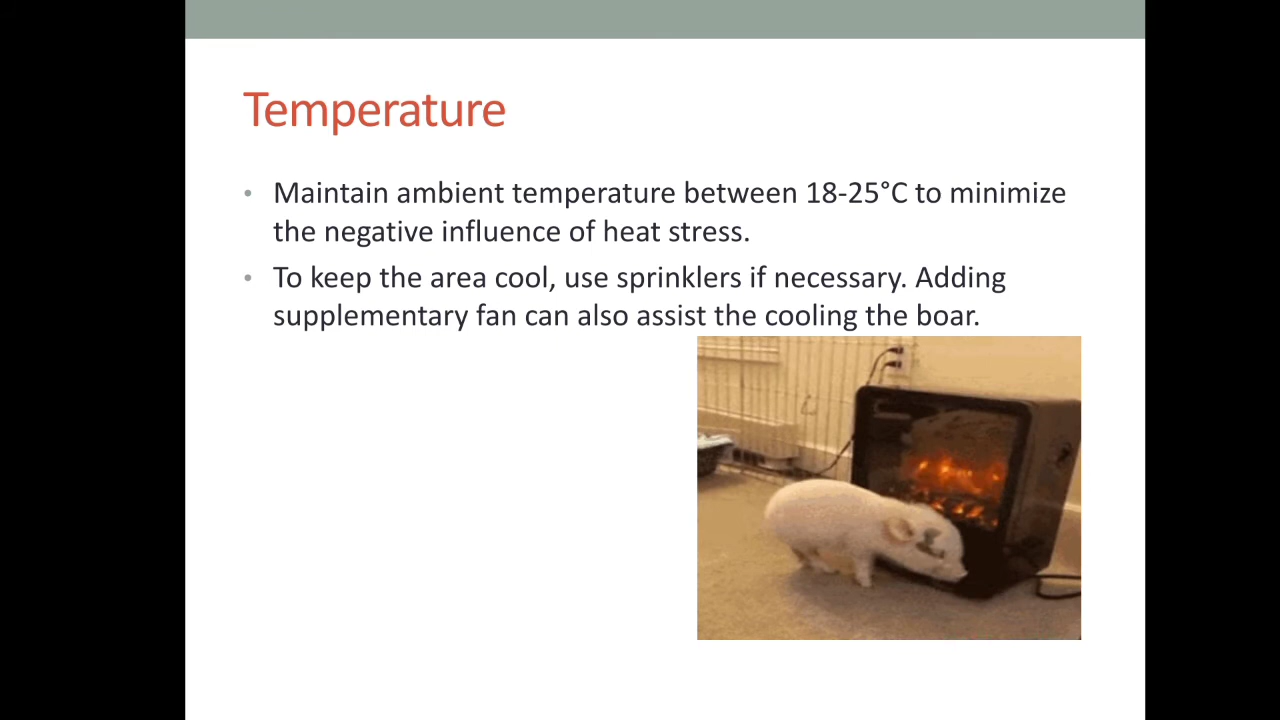 Temperature
• Maintain ambient temperature between 18-25°C to minimize
the negative influence of heat stress.
• To keep the area cool, use sprinklers if necessary. Adding
supplementary fan can also assist the cooling the boar.